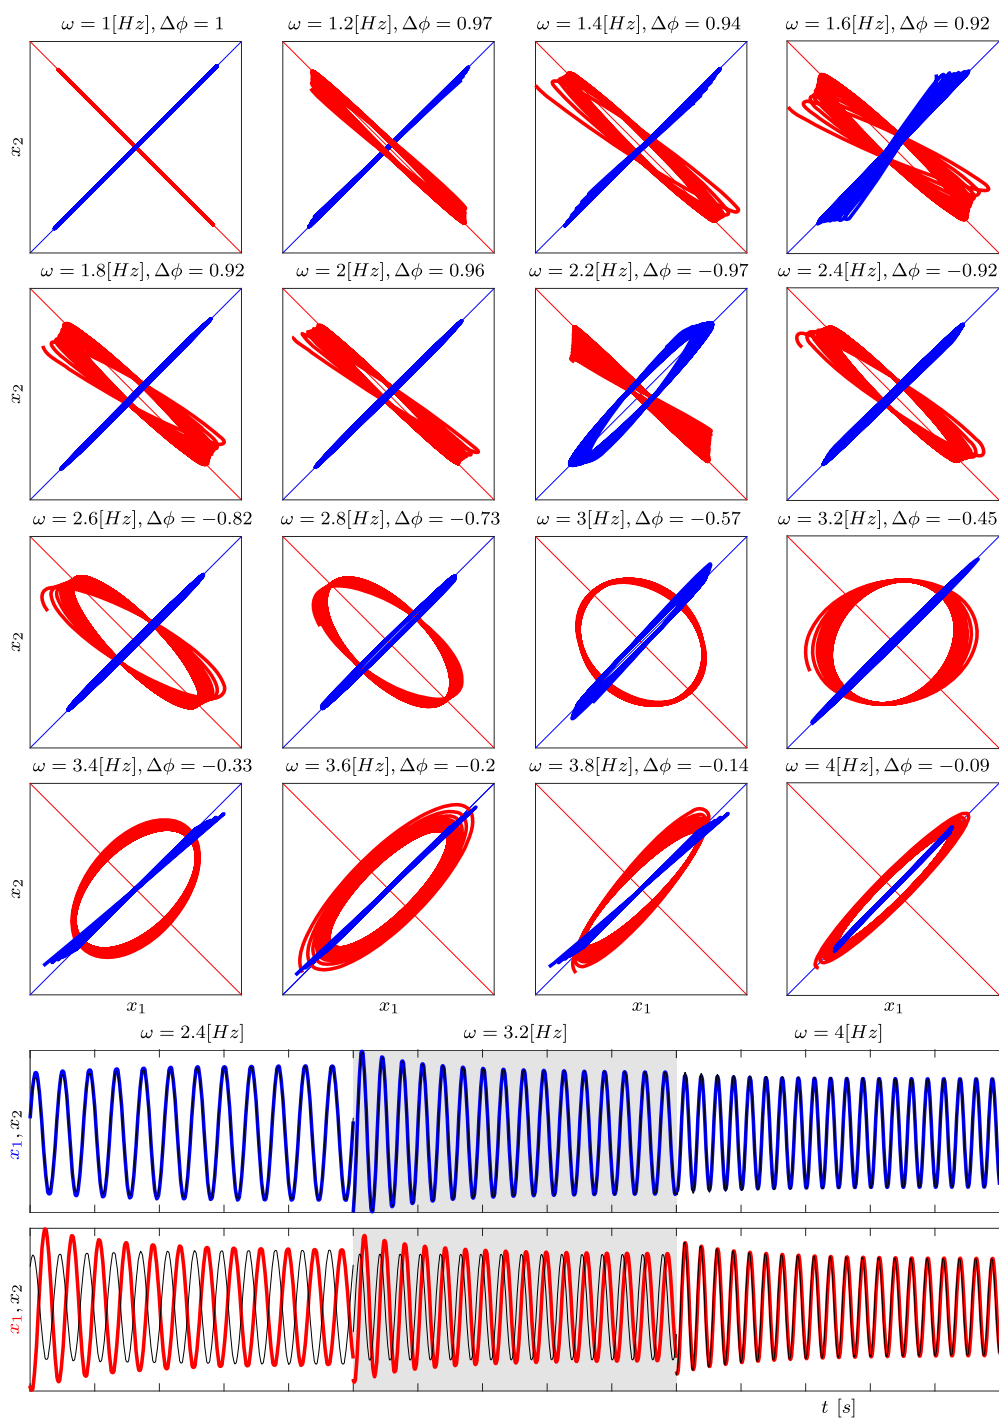 ω = 1[Hz], Δϕ = 1
ω = 1.2[Hz], Δϕ = 0.97
ω = 1.4[Hz], Δϕ = 0.94
ω = 1.6[Hz], Δϕ = 0.92
x₂
ω = 1.8[Hz], Δϕ = 0.92
ω = 2[Hz], Δϕ = 0.96
ω = 2.2[Hz], Δϕ = −0.97
ω = 2.4[Hz], Δϕ = −0.92
x₂
ω = 2.6[Hz], Δϕ = −0.82
ω = 2.8[Hz], Δϕ = −0.73
ω = 3[Hz], Δϕ = −0.57
ω = 3.2[Hz], Δϕ = −0.45
x₂
ω = 3.4[Hz], Δϕ = −0.33
ω = 3.6[Hz], Δϕ = −0.2
ω = 3.8[Hz], Δϕ = −0.14
ω = 4[Hz], Δϕ = −0.09
x₂
x₁
x₁
x₁
x₁
ω = 2.4[Hz]
ω = 3.2[Hz]
ω = 4[Hz]
x₁, x₂
x₁, x₂
t [s]